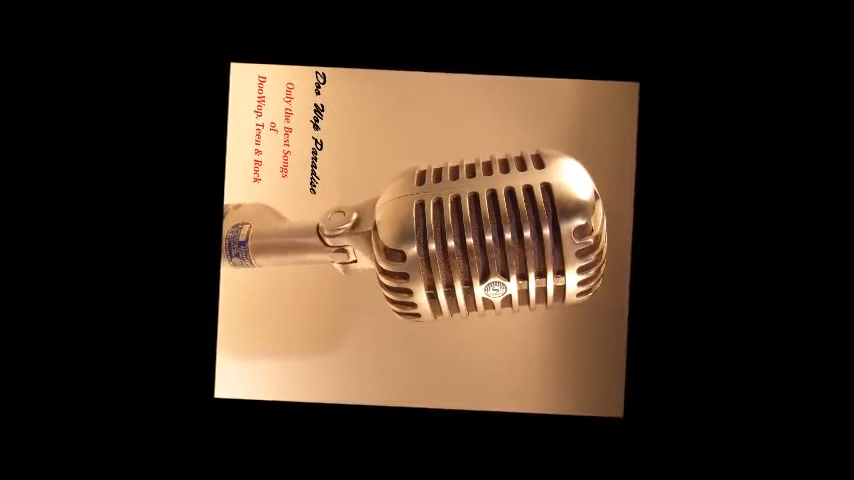 Doo Wop Paradise
Only the Best Songs
of
DooWop, Teen & Rock